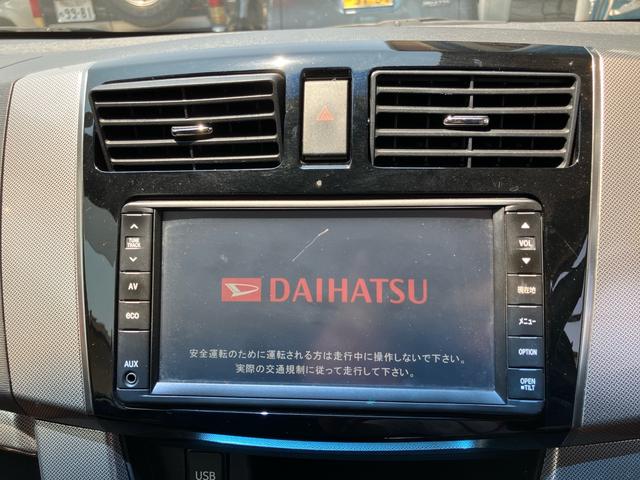 99 81
TUNE
TRACK
AV
eco
AUX
DAIHATSU
安全運転のために運転される方は走行中に操作しないで下さい。
実際の交通規制に従って走行して下さい。
VOL
現在地
メニュー
OPTION
OPEN
TILT
USB